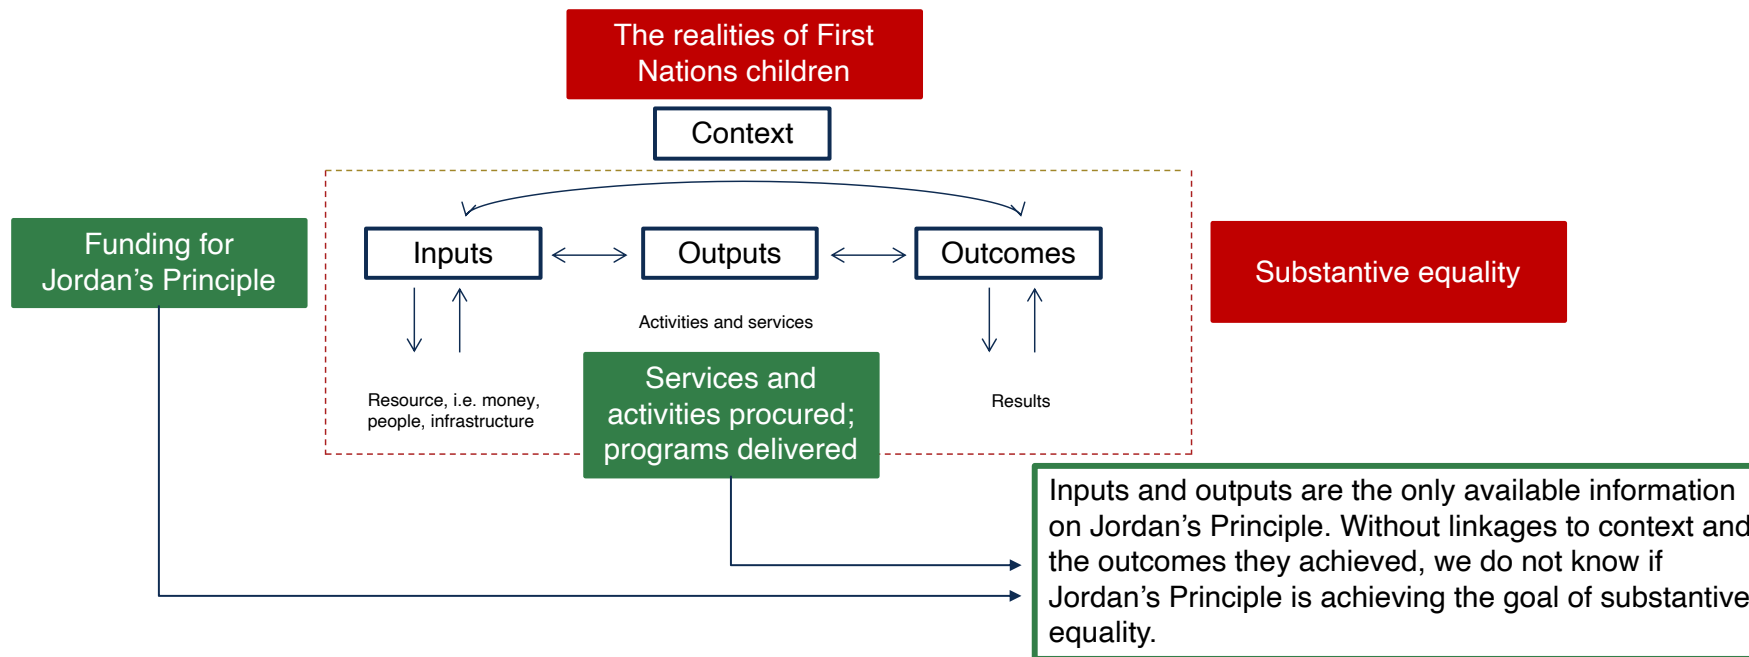 The realities of First
Nations children
Context
Funding for
Jordan's Principle
Inputs
Outputs
Outcomes
Substantive equality
Activities and services
Resource, i.e. money,
people, infrastructure
Services and
activities procured;
programs delivered
Results
Inputs and outputs are the only available information
on Jordan's Principle. Without linkages to context and
the outcomes they achieved, we do not know if
Jordan's Principle is achieving the goal of substantive
equality.